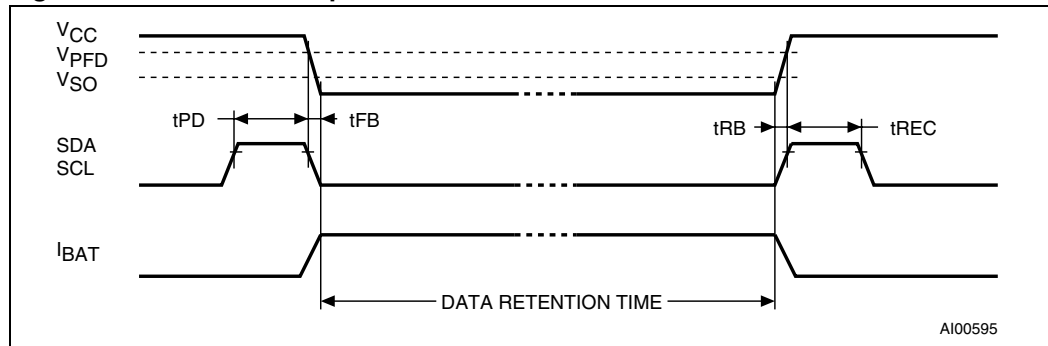 VCC
VPFD
VSO
tPD
tFB
tRB
tREC
SDA
SCL
IBAT
DATA RETENTION TIME
AI00595